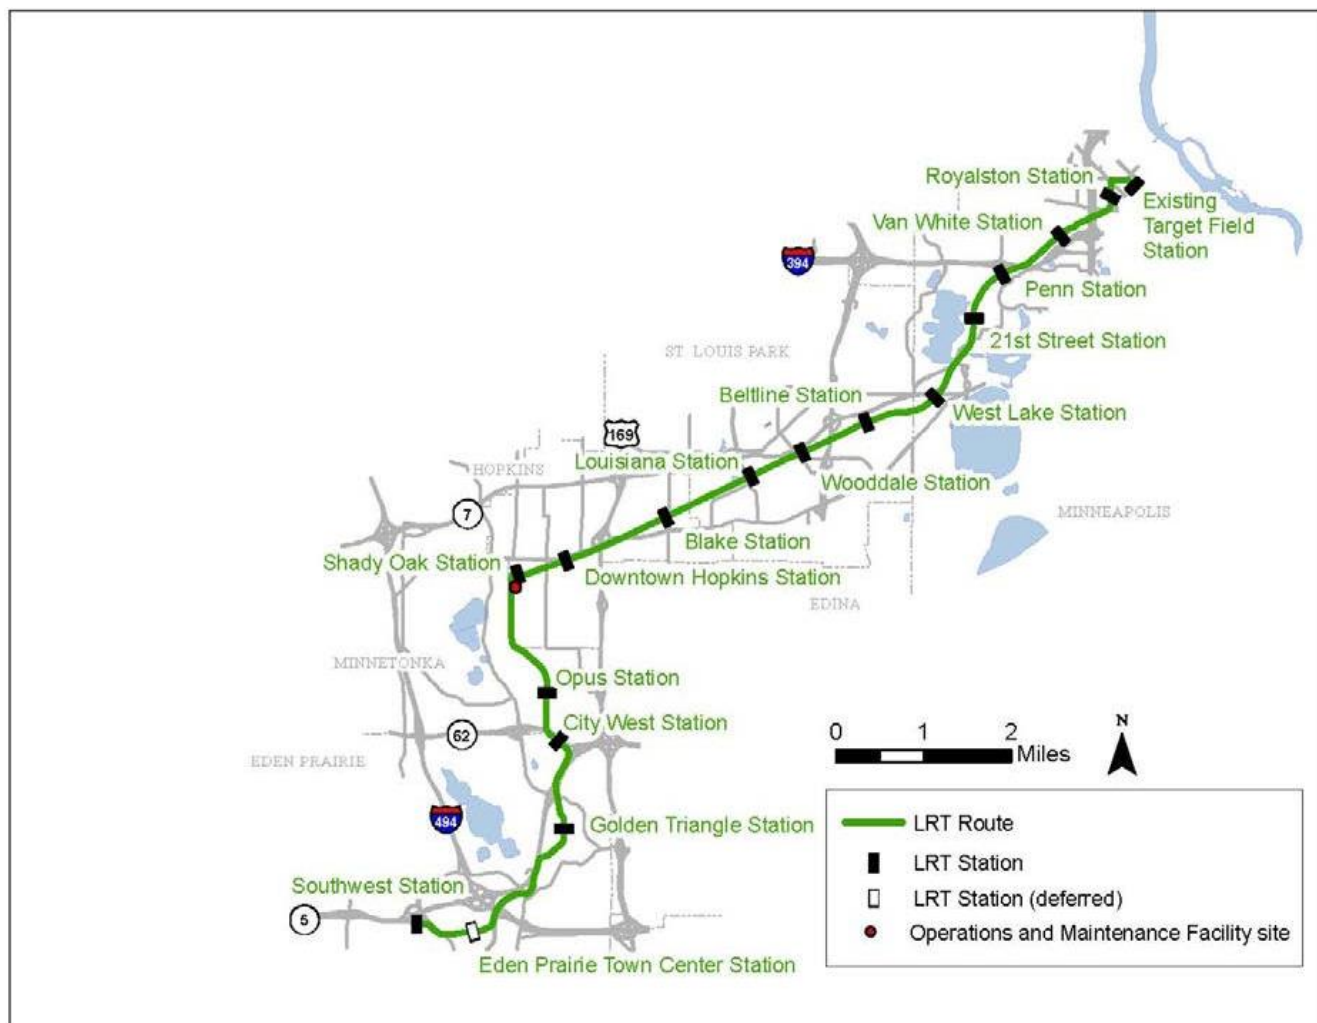 Royalston Station
Existing
Target Field
Station
Van White Station
394
Penn Station
21st Street Station
ST. LOUIS PARK
Beltline Station
West Lake Station
169
Louisiana Station
HOPKINS
Wooddale Station
7
MINNEAPOLIS
Blake Station
Shady Oak Station
Downtown Hopkins Station
EDINA
MINNETONKA
Opus Station
City West Station
62
EDEN PRAIRIE
0 1 2
Miles
N
494
Golden Triangle Station
LRT Route
LRT Station
LRT Station (deferred)
Operations and Maintenance Facility site
Southwest Station
5
Eden Prairie Town Center Station